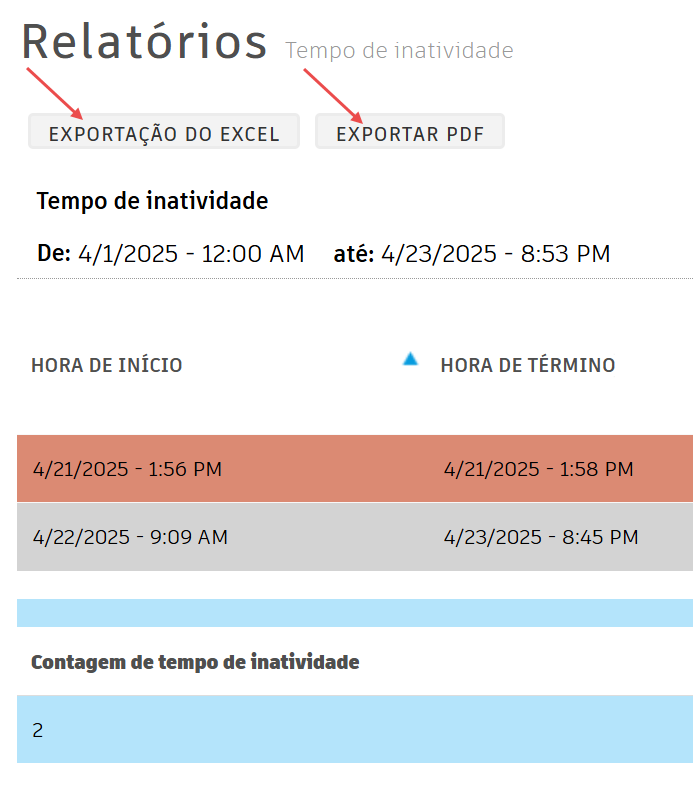 Relatórios Tempo de inatividade
EXPORTAÇÃO DO EXCEL EXPORTAR PDF
Tempo de inatividade
De: 4/1/2025 - 12:00 AM até: 4/23/2025 - 8:53 PM
HORA DE INÍCIO HORA DE TÉRMINO
4/21/2025 - 1:56 PM 4/21/2025 - 1:58 PM
4/22/2025 - 9:09 AM 4/23/2025 - 8:45 PM
Contagem de tempo de inatividade
2